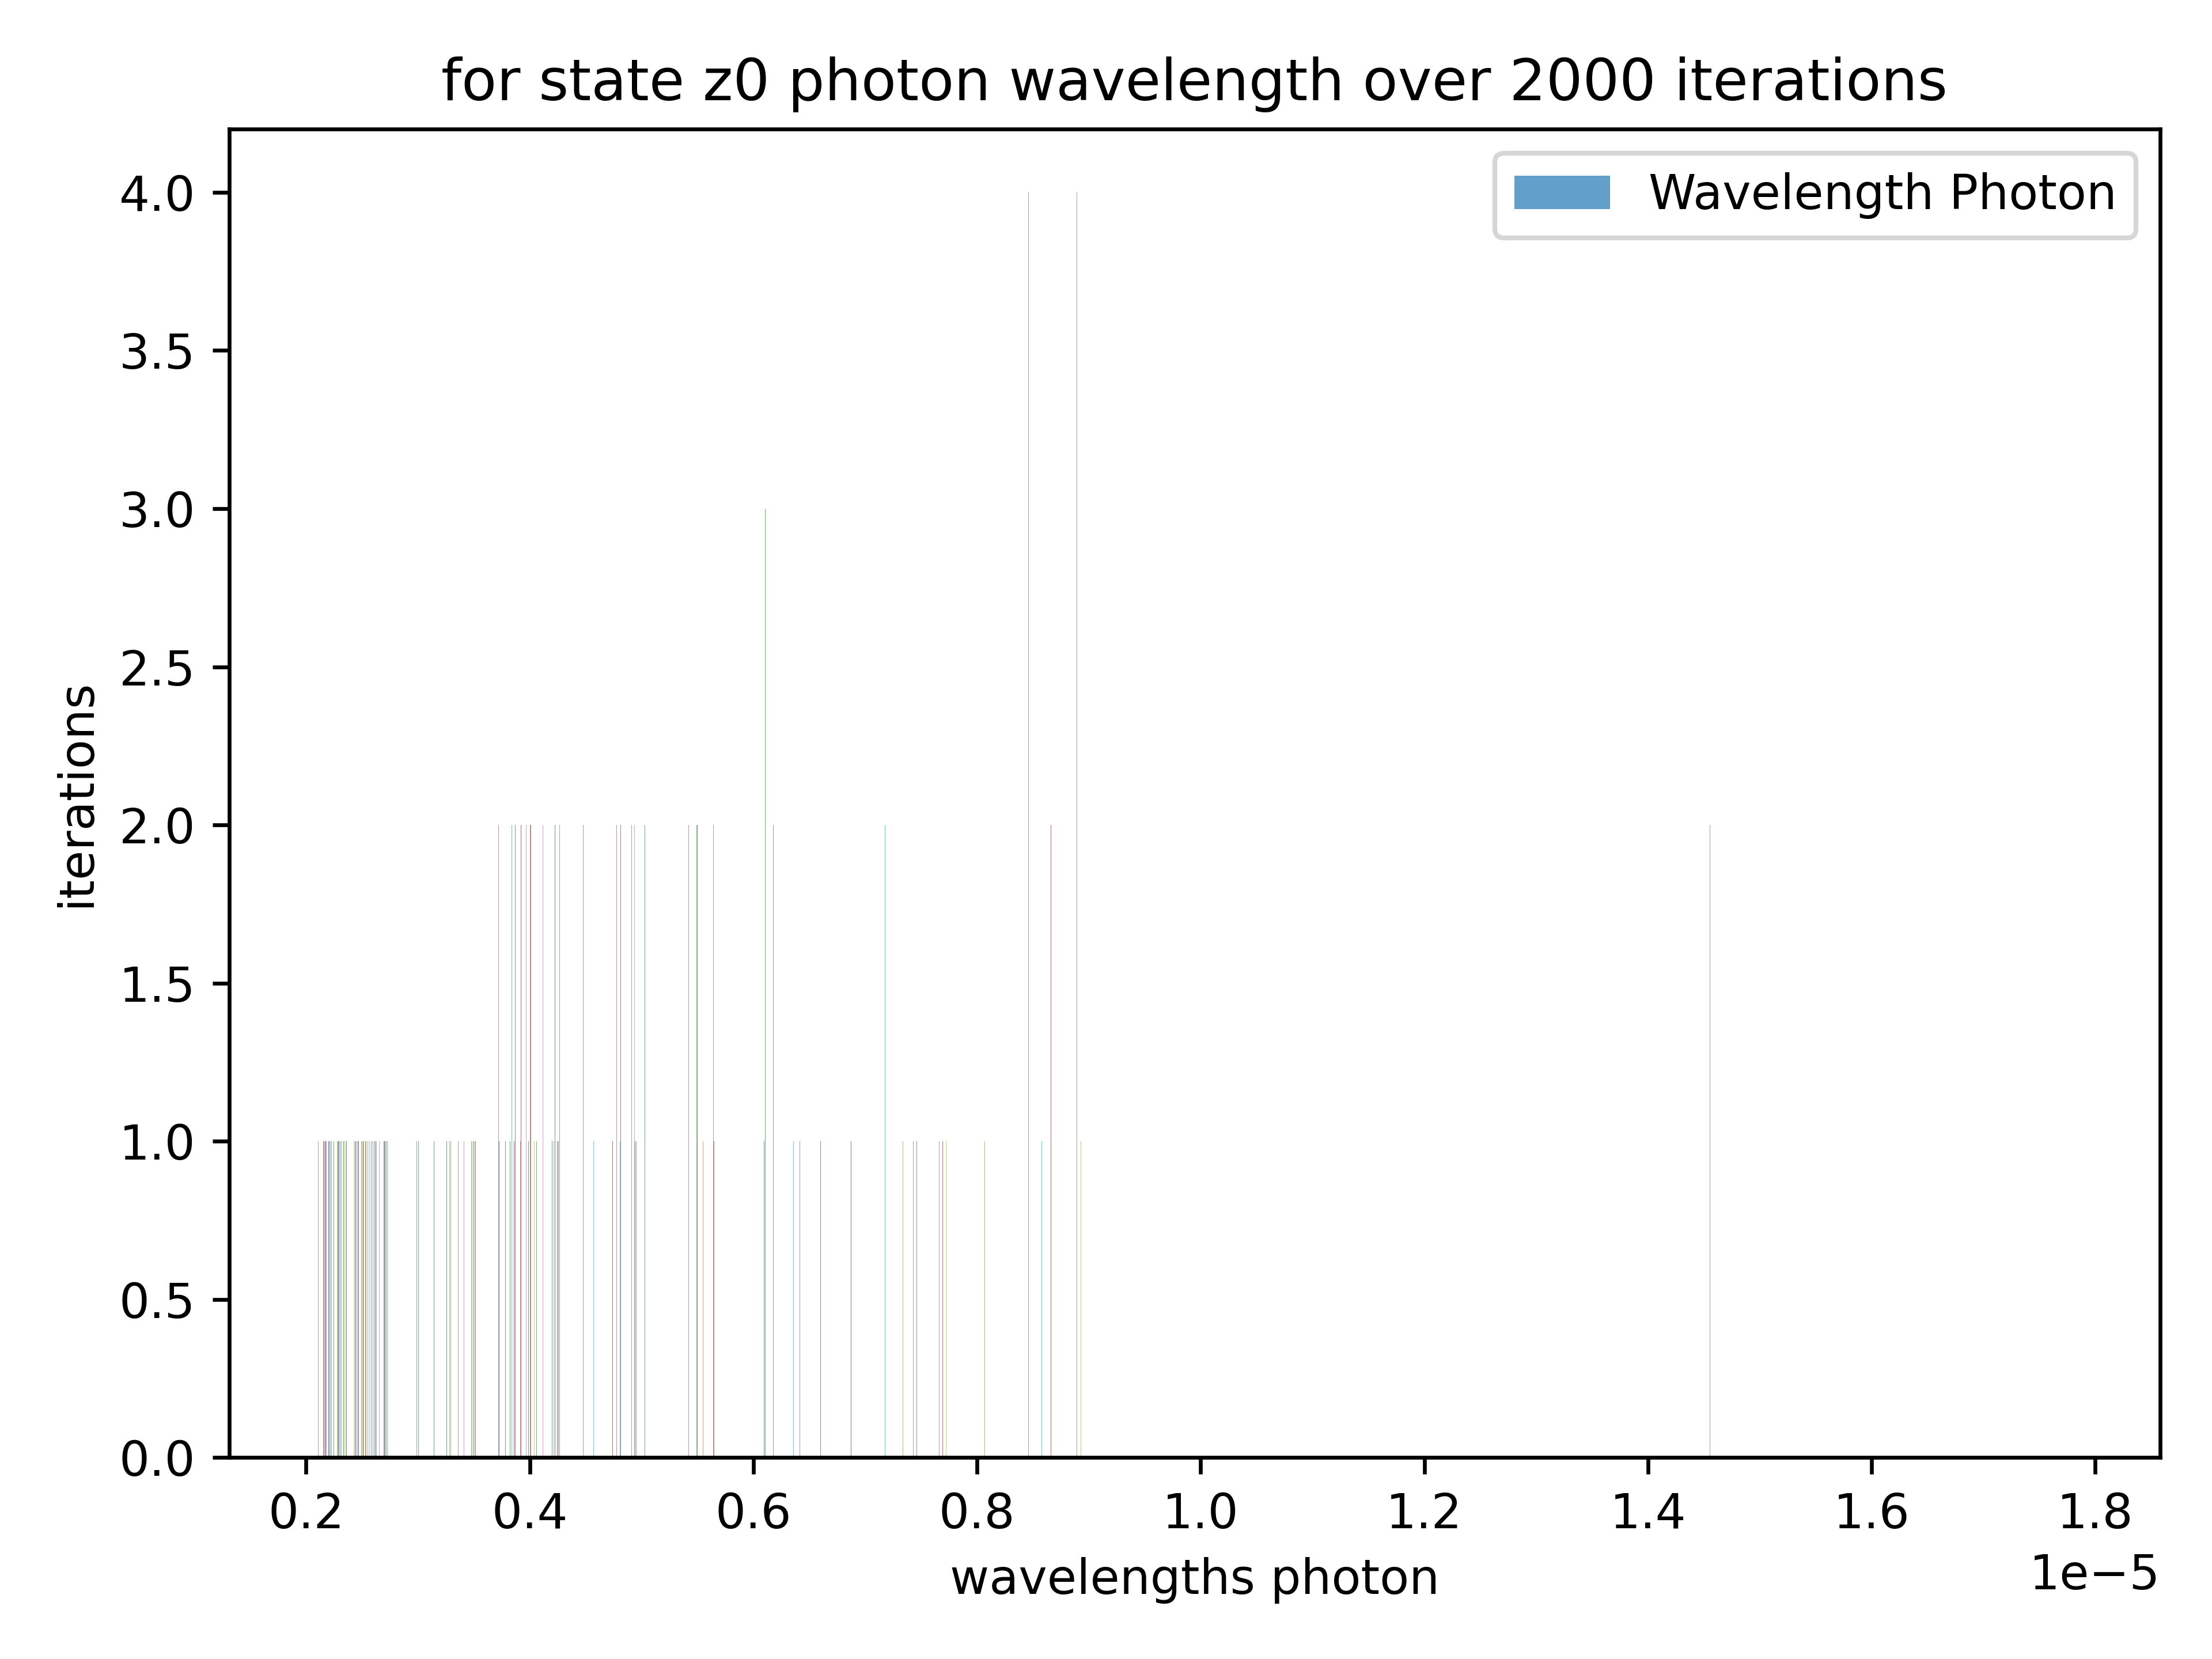 for state z0 photon wavelength over 2000 iterations
Wavelength Photon
4.0
3.5
3.0
2.5
2.0
1.5
1.0
0.5
0.0
iterations
0.2 0.4 0.6 0.8 1.0 1.2 1.4 1.6 1.8
1e−5
wavelengths photon